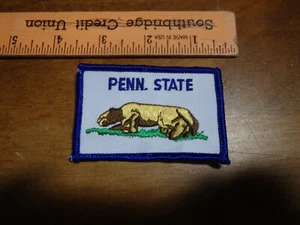 Southbridge Credit Union
MADE IN USA
5 4 3 2 1
PENN. STATE